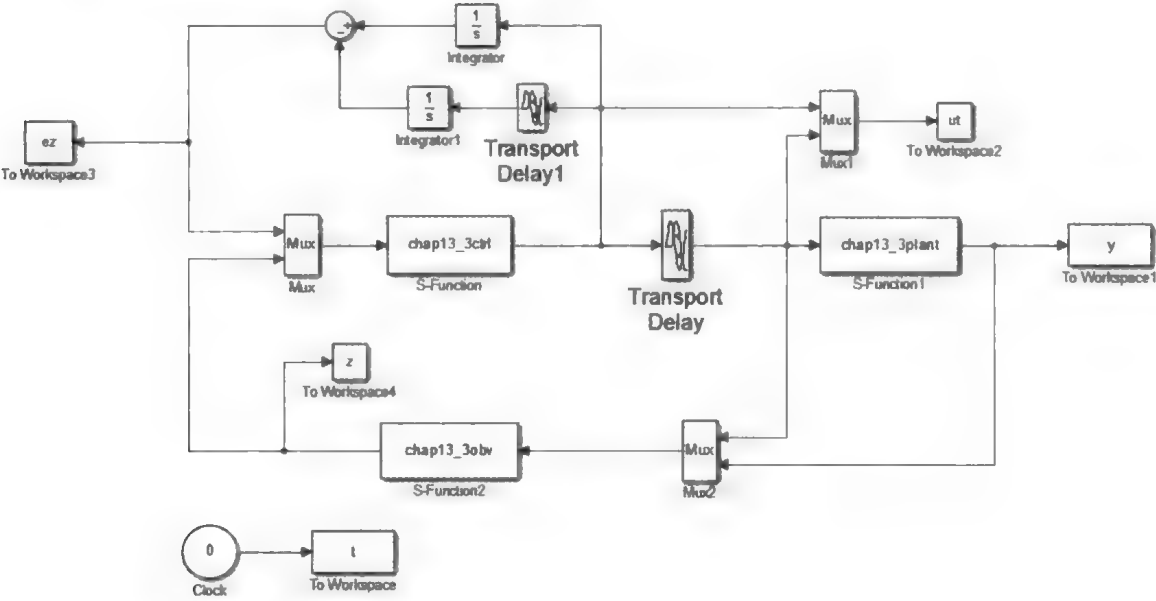 1
s
Integrator
1
s
Integrator1
Transport
Delay1
Mux
Mux1
ut
To Workspace2
ez
To Workspace3
Mux
Mux
chap13_3ctrl
S-Function
Transport
Delay
chap13_3plant
S-Function1
y
To Workspace1
z
To Workspace4
chap13_3obv
S-Function2
Mux
Mux2
0
Clock
t
To Workspace